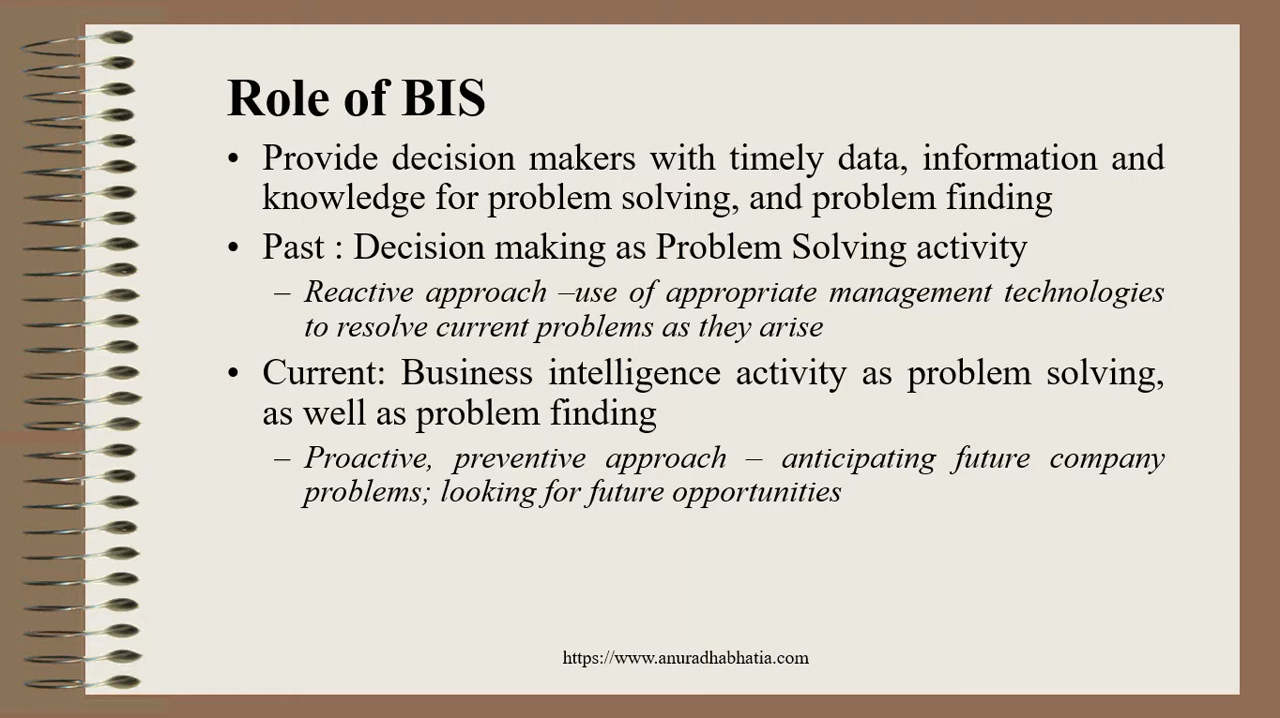 Role of BIS
• Provide decision makers with timely data, information and
knowledge for problem solving, and problem finding
• Past : Decision making as Problem Solving activity
– Reactive approach –use of appropriate management technologies
to resolve current problems as they arise
• Current: Business intelligence activity as problem solving,
as well as problem finding
– Proactive, preventive approach – anticipating future company
problems; looking for future opportunities
https://www.anuradhabhatia.com